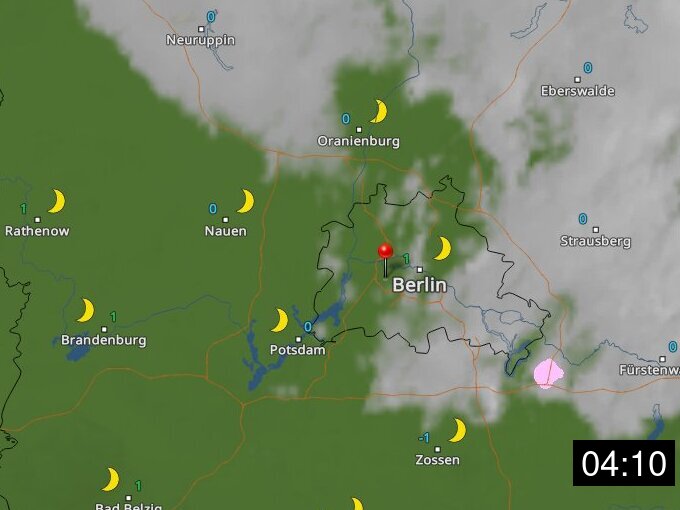 0
Neuruppin
0
Eberswalde
0
Oranienburg
1
Rathenow
0
Nauen
0
Strausberg
1
Berlin
1
Brandenburg
0
Potsdam
0
Fürstenwa
-1
Zossen
04:10
1
Bad Belzig